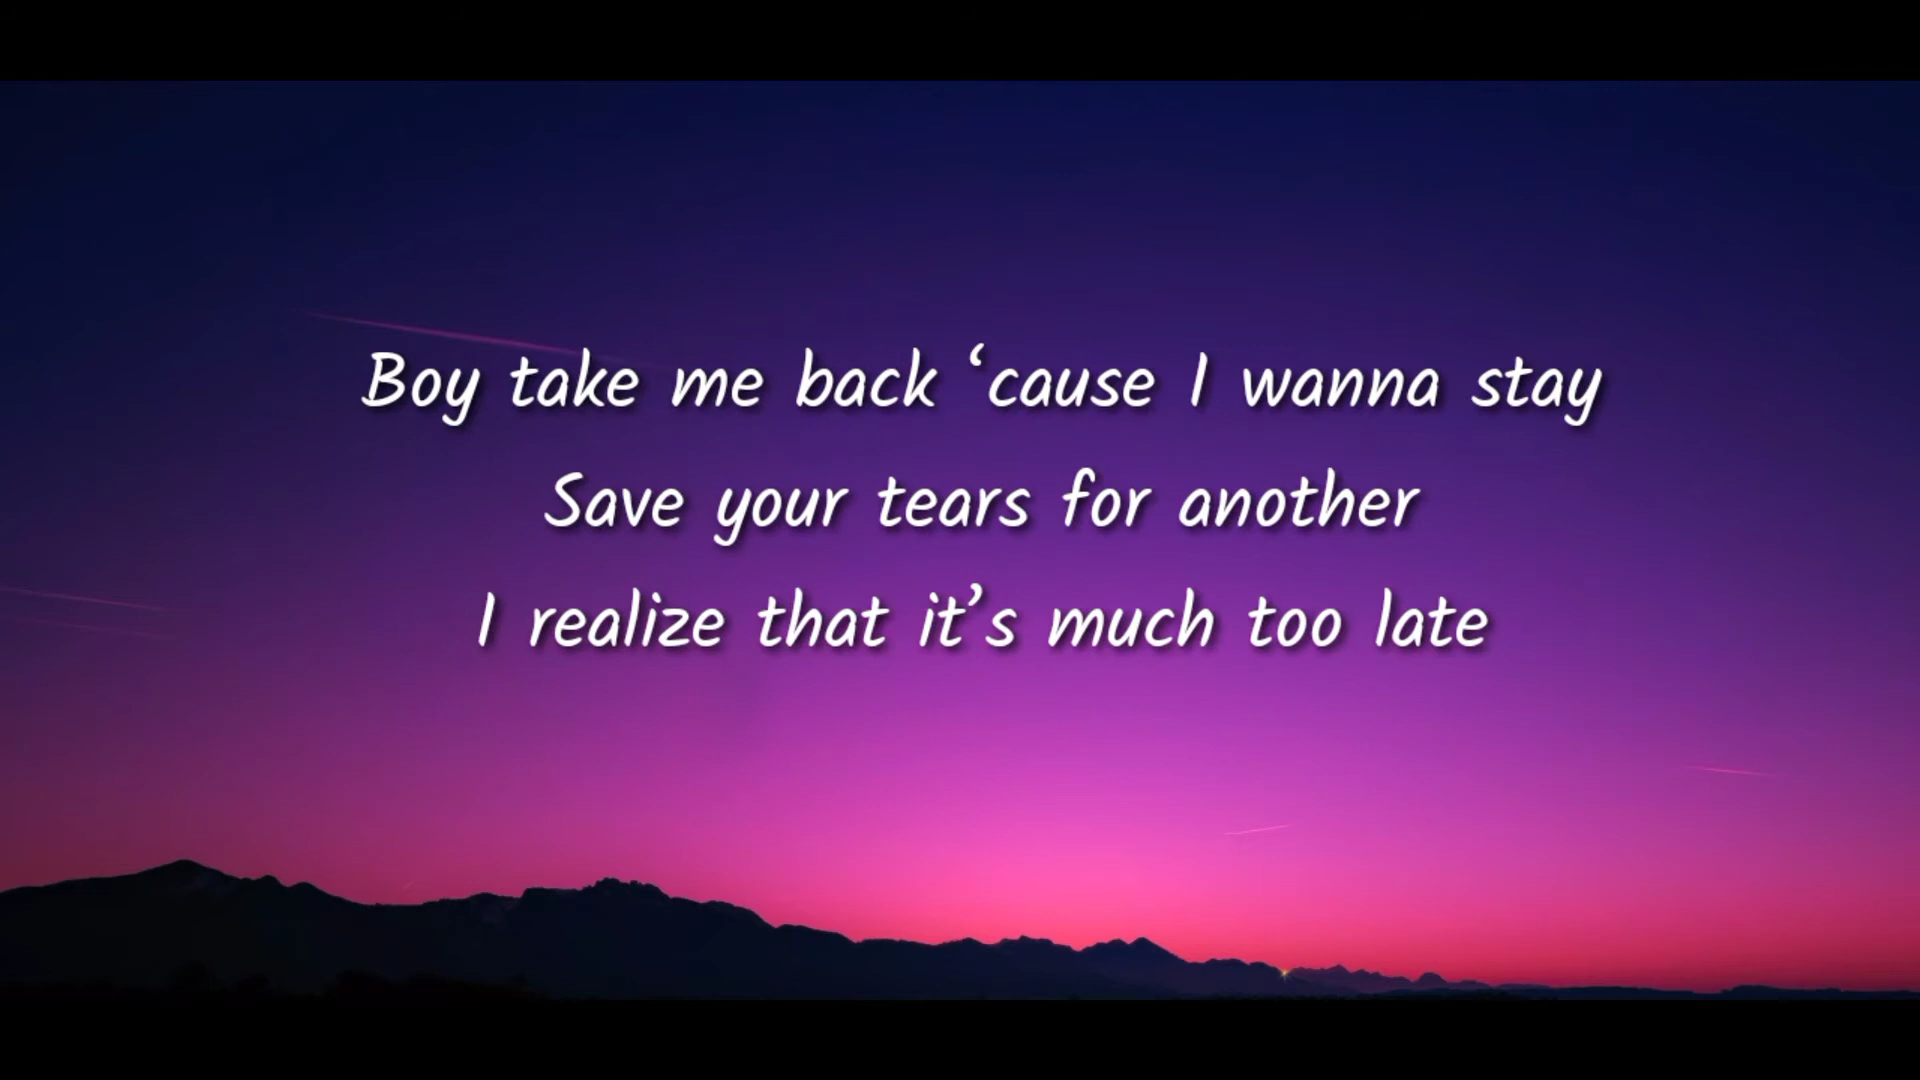 Boy take me back ‘cause I wanna stay
Save your tears for another
I realize that it’s much too late